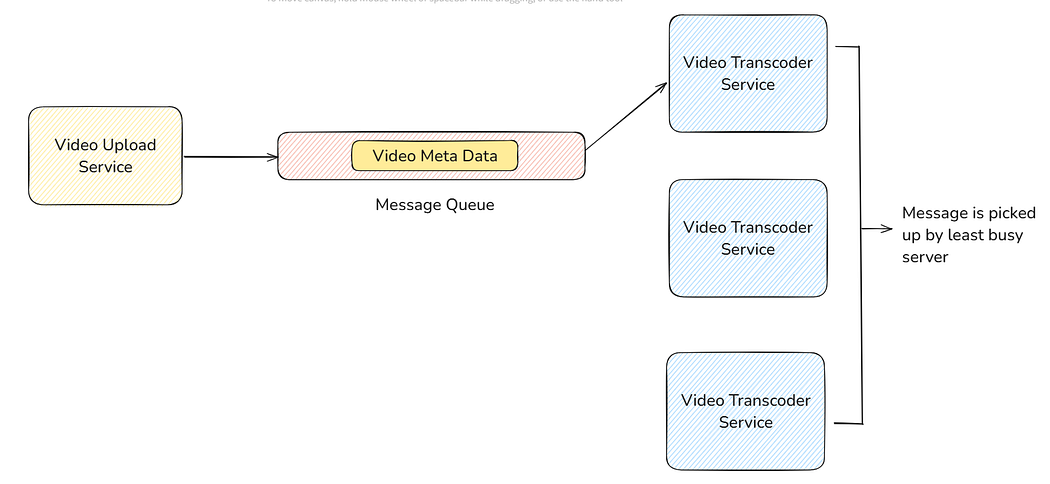 To move canvas, hold mouse wheel or spacebar while dragging, or use the hand tool
Video Upload
Service
Video Meta Data
Message Queue
Video Transcoder
Service
Video Transcoder
Service
Video Transcoder
Service
Message is picked
up by least busy
server